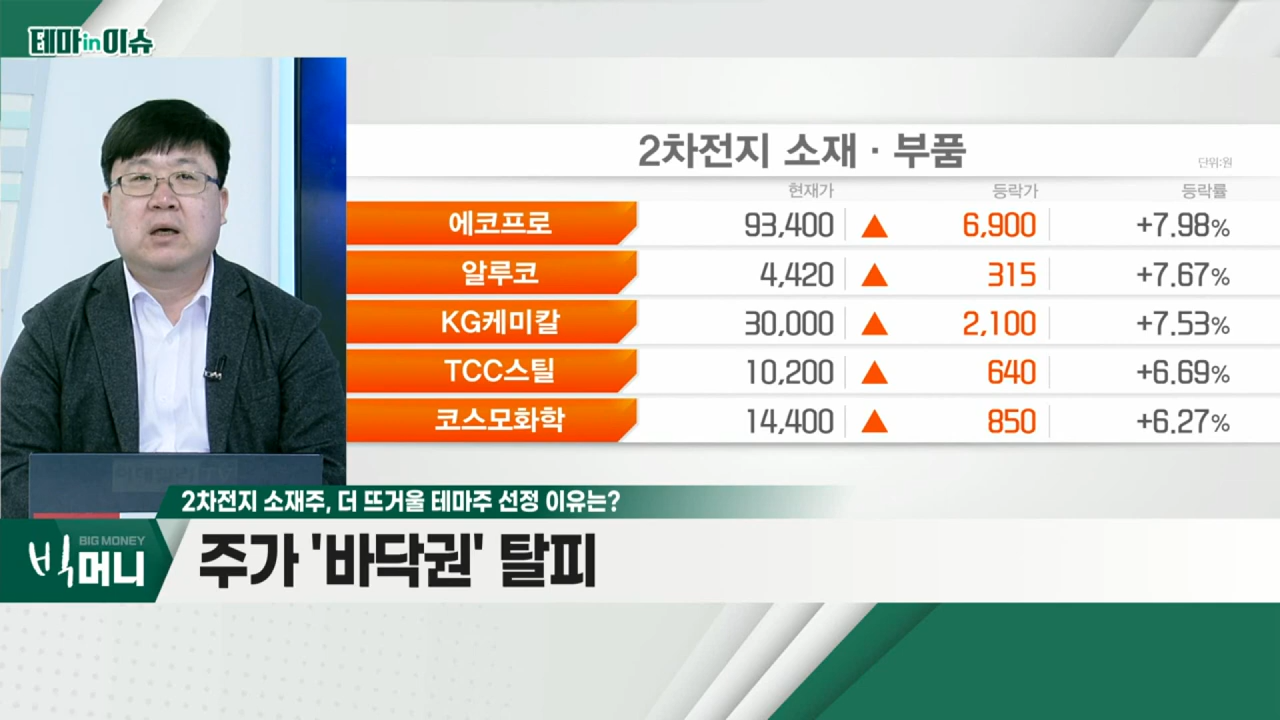 테마in이슈
2차전지 소재 · 부품
단위:원
현재가 등락가 등락률
에코프로 93,400 ▲ 6,900 +7.98%
알루코 4,420 ▲ 315 +7.67%
KG케미칼 30,000 ▲ 2,100 +7.53%
TCC스틸 10,200 ▲ 640 +6.69%
코스모화학 14,400 ▲ 850 +6.27%
2차전지 소재주, 더 뜨거울 테마주 선정 이유는?
BIG MONEY
빅머니
주가 '바닥권' 탈피